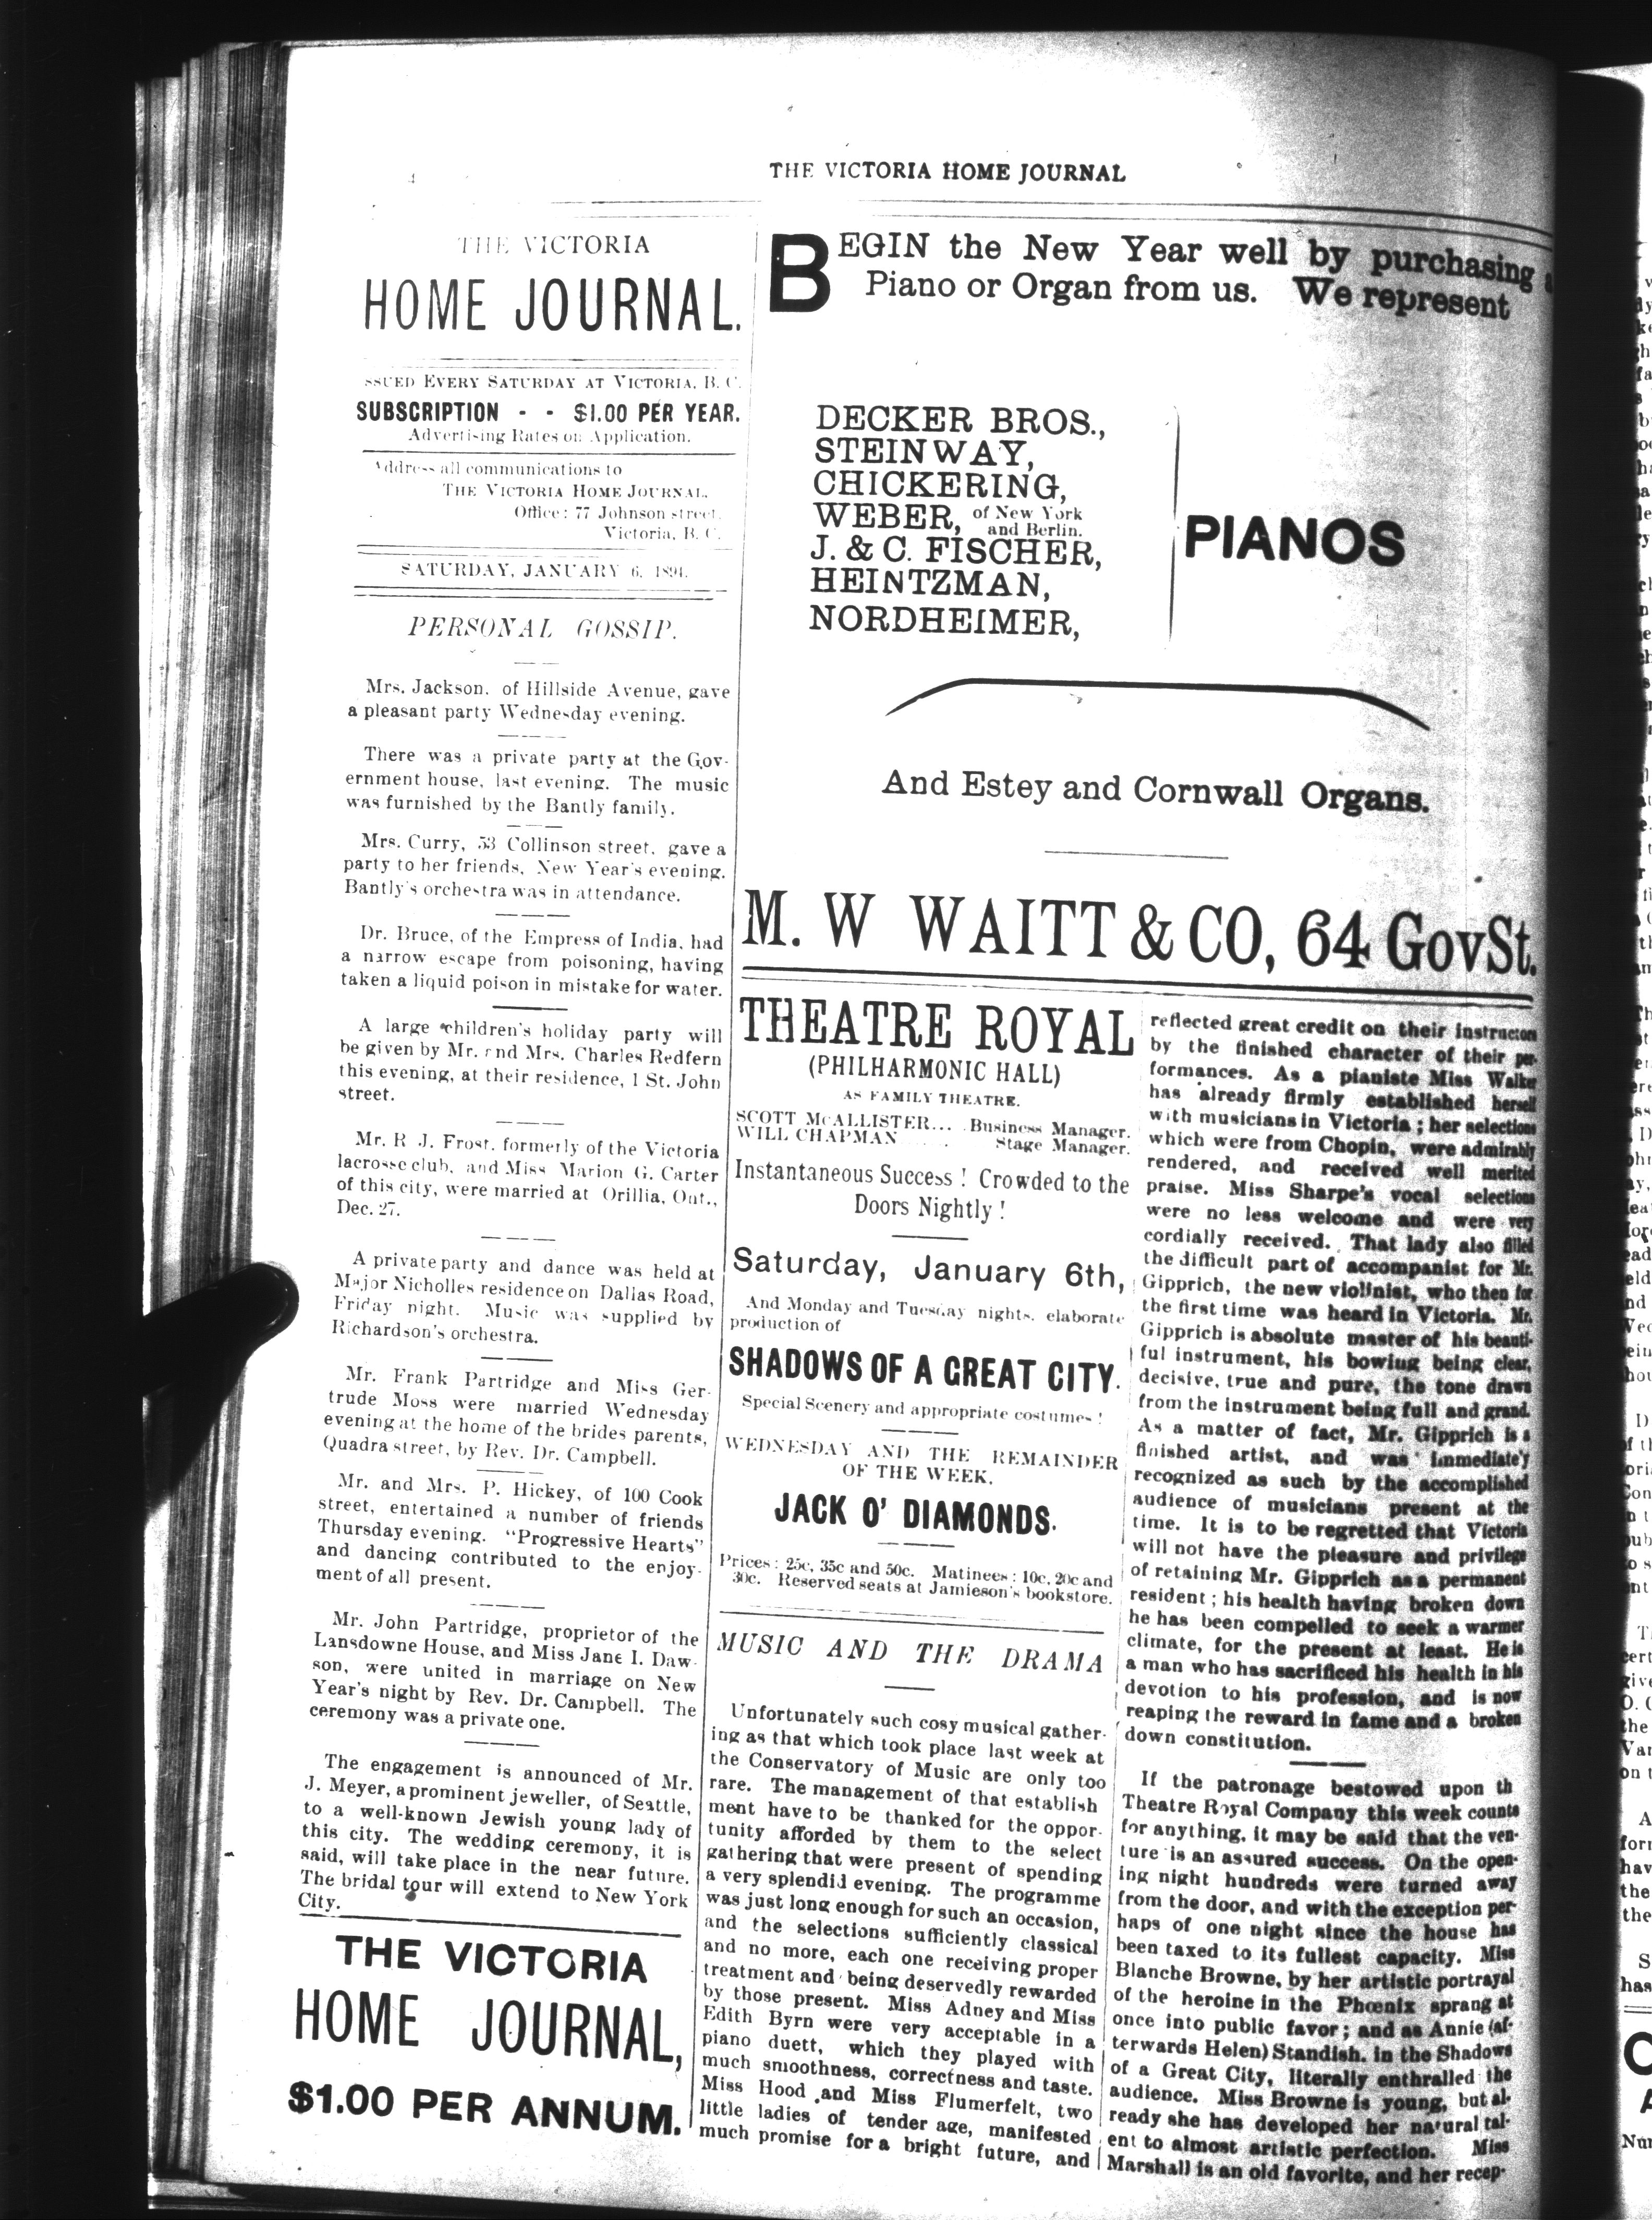 4
THE VICTORIA HOME JOURNAL
THE VICTORIA
HOME JOURNAL.
SSUED EVERY SATURDAY AT VICTORIA, B. C.
SUBSCRIPTION - - $1.00 PER YEAR.
Advertising Rates on Application.
Address all communications to
THE VICTORIA HOME JOURNAL,
Office: 77 Johnson street,
Victoria, B. C.
SATURDAY, JANUARY 6, 1894.
PERSONAL GOSSIP.
Mrs. Jackson, of Hillside Avenue, gave
a pleasant party Wednesday evening.
There was a private party at the Gov-
ernment house, last evening. The music
was furnished by the Bantly family.
Mrs. Curry, 53 Collinson street, gave a
party to her friends, New Year's evening.
Bantly's orchestra was in attendance.
Dr. Bruce, of the Empress of India, had
a narrow escape from poisoning, having
taken a liquid poison in mistake for water.
A large children's holiday party will
be given by Mr. and Mrs. Charles Redfern
this evening, at their residence, 1 St. John
street.
Mr. R J. Frost, formerly of the Victoria
lacrosse club, and Miss Marion G. Carter
of this city, were married at Orillia, Ont.,
Dec. 27.
A private party and dance was held at
Major Nicholles residence on Dallas Road,
Friday night. Music was supplied by
Richardson's orchestra.
Mr. Frank Partridge and Miss Ger-
trude Moss were married Wednesday
evening at the home of the brides parents,
Quadra street, by Rev. Dr. Campbell.
Mr. and Mrs. P. Hickey, of 100 Cook
street, entertained a number of friends
Thursday evening. "Progressive Hearts"
and dancing contributed to the enjoy-
ment of all present.
Mr. John Partridge, proprietor of the
Lansdowne House, and Miss Jane I. Daw-
son, were united in marriage on New
Year's night by Rev. Dr. Campbell. The
ceremony was a private one.
The engagement is announced of Mr.
J. Meyer, a prominent jeweller, of Seattle,
to a well-known Jewish young lady of
this city. The wedding ceremony, it is
said, will take place in the near future.
The bridal tour will extend to New York
City.
THE VICTORIA
HOME JOURNAL,
$1.00 PER ANNUM.
BEGIN the New Year well by purchasing a
Piano or Organ from us. We represent
DECKER BROS.,
STEINWAY,
CHICKERING,
WEBER, of New York
and Berlin.
J. & C. FISCHER,
HEINTZMAN,
NORDHEIMER,
PIANOS
And Estey and Cornwall Organs.
M. W WAITT & CO, 64 Gov St.
THEATRE ROYAL
(PHILHARMONIC HALL)
AS FAMILY THEATRE.
SCOTT McALLISTER... Business Manager.
WILL CHAPMAN . . Stage Manager.
Instantaneous Success! Crowded to the
Doors Nightly!
Saturday, January 6th,
And Monday and Tuesday nights, elaborate
production of
SHADOWS OF A GREAT CITY.
Special Scenery and appropriate costumes!
WEDNESDAY AND THE REMAINDER
OF THE WEEK,
JACK O' DIAMONDS.
Prices: 25c, 35c and 50c. Matinees: 10c, 20c and
30c. Reserved seats at Jamieson's bookstore.
MUSIC AND THE DRAMA
Unfortunately such cosy musical gather-
ing as that which took place last week at
the Conservatory of Music are only too
rare. The management of that establish
ment have to be thanked for the oppor-
tunity afforded by them to the select
gathering that were present of spending
a very splendid evening. The programme
was just long enough for such an occasion,
and the selections sufficiently classical
and no more, each one receiving proper
treatment and being deservedly rewarded
by those present. Miss Adney and Miss
Edith Byrn were very acceptable in a
piano duett, which they played with
much smoothness, correctness and taste.
Miss Hood and Miss Flumerfelt, two
little ladies of tender age, manifested
much promise for a bright future, and
reflected great credit on their instructon
by the finished character of their per-
formances. As a pianiste Miss Walker
has already firmly established herself
with musicians in Victoria; her selections
which were from Chopin, were admirably
rendered, and received well merited
praise. Miss Sharpe's vocal selections
were no less welcome and were very
cordially received. That lady also filled
the difficult part of accompanist for Mr.
Gipprich, the new violinist, who then for
the first time was heard in Victoria. Mr.
Gipprich is absolute master of his beauti-
ful instrument, his bowing being clear,
decisive, true and pure, the tone drawn
from the instrument being full and grand.
As a matter of fact, Mr. Gipprich is a
finished artist, and was immediate'y
recognized as such by the accomplished
audience of musicians present at the
time. It is to be regretted that Victoria
will not have the pleasure and privilege
of retaining Mr. Gipprich as a permanent
resident; his health having broken down
he has been compelled to seek a warmer
climate, for the present at least. He is
a man who has sacrificed his health in his
devotion to his profession, and is now
reaping the reward in fame and a broken
down constitution.
If the patronage bestowed upon th
Theatre Royal Company this week counts
for anything, it may be said that the ven-
ture is an assured success. On the open-
ing night hundreds were turned away
from the door, and with the exception per-
haps of one night since the house has
been taxed to its fullest capacity. Miss
Blanche Browne, by her artistic portrayal
of the heroine in the Phœnix sprang at
once into public favor; and as Annie (af-
terwards Helen) Standish, in the Shadows
of a Great City, literally enthralled the
audience. Miss Browne is young, but al-
ready she has developed her natural tal-
ent to almost artistic perfection. Miss
Marshall is an old favorite, and her recep-